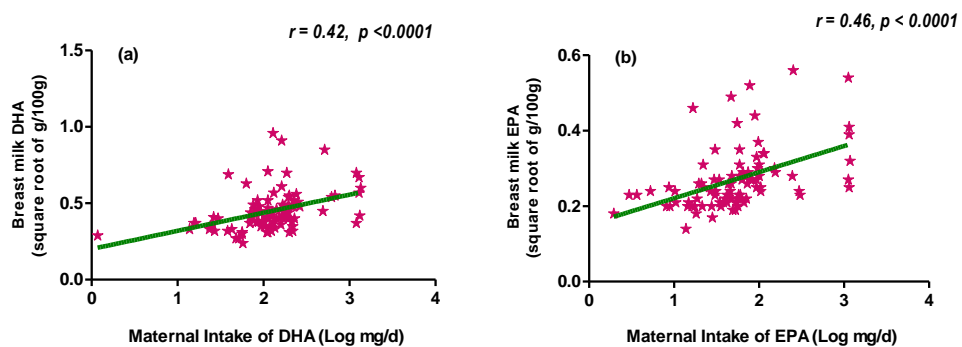 r = 0.42, p <0.0001
(a)
Breast milk DHA
(square root of g/100g)
1.5
1.0
0.5
0.0
0 1 2 3 4
Maternal Intake of DHA (Log mg/d)
r = 0.46, p < 0.0001
(b)
Breast milk EPA
(square root of g/100g)
0.6
0.4
0.2
0.0
0 1 2 3 4
Maternal Intake of EPA (Log mg/d)